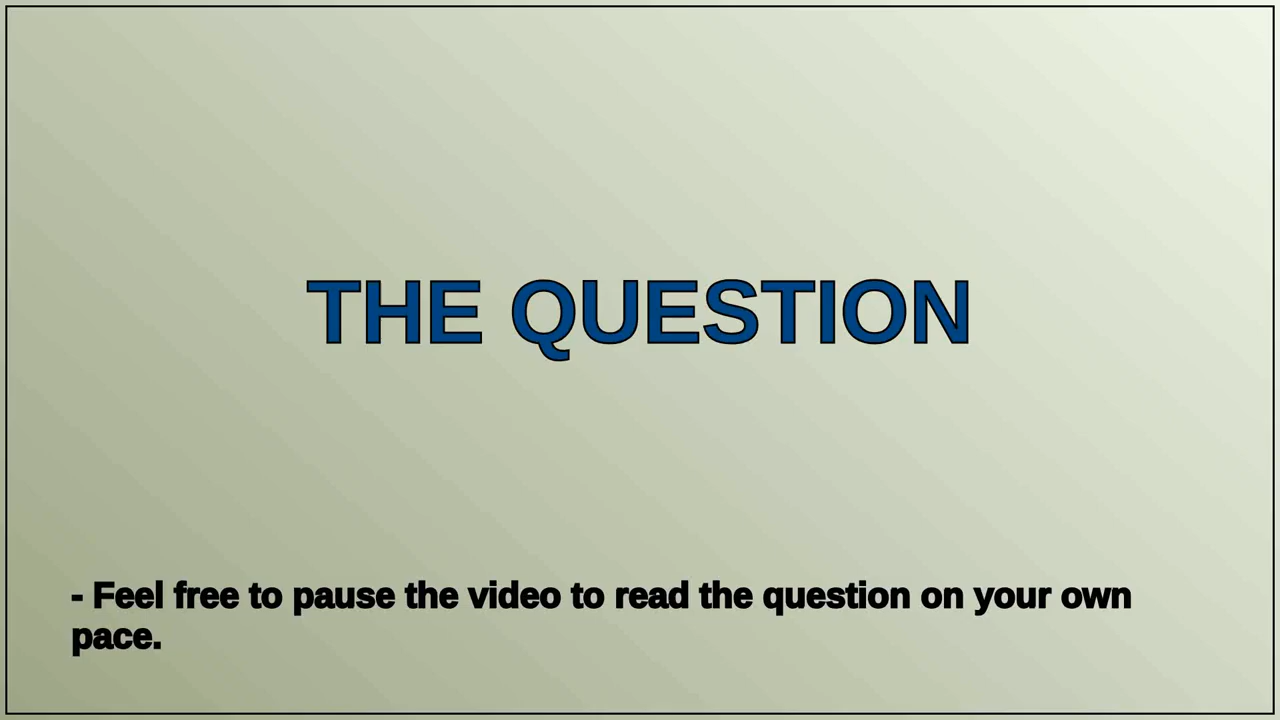 THE QUESTION
- Feel free to pause the video to read the question on your own
pace.